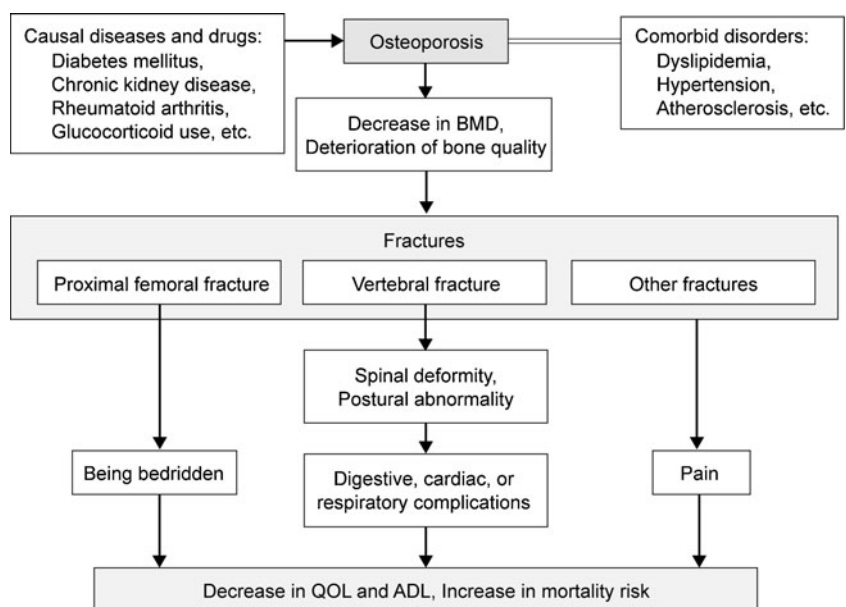 Causal diseases and drugs:
Diabetes mellitus,
Chronic kidney disease,
Rheumatoid arthritis,
Glucocorticoid use, etc.
Osteoporosis
Comorbid disorders:
Dyslipidemia,
Hypertension,
Atherosclerosis, etc.
Decrease in BMD,
Deterioration of bone quality
Fractures
Proximal femoral fracture
Vertebral fracture
Other fractures
Spinal deformity,
Postural abnormality
Being bedridden
Digestive, cardiac, or
respiratory complications
Pain
Decrease in QOL and ADL, Increase in mortality risk